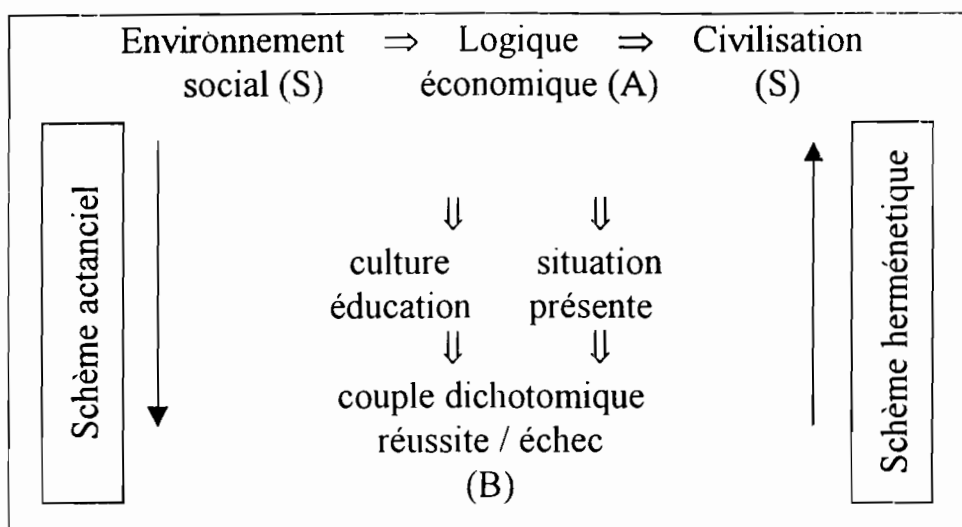 Environnement ⇒ Logique ⇒ Civilisation
social (S) économique (A) (S)
Schème actanciel
⇓ ⇓
culture situation
éducation présente
⇓ ⇓
couple dichotomique
réussite / échec
(B)
Schème herménetique